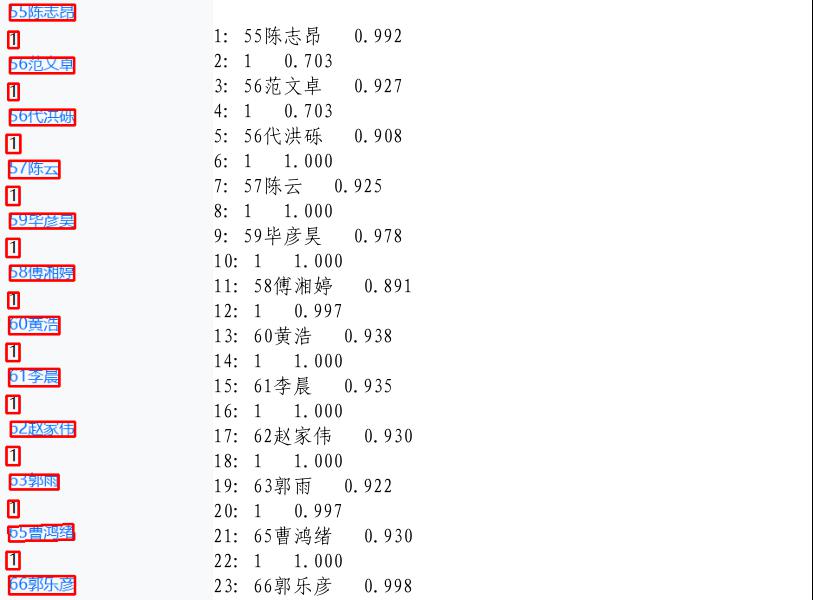 55陈志昂
1
56范文卓
1
56代洪砾
1
57陈云
1
59毕彦昊
1
58傅湘婷
1
60黄浩
1
61李晨
1
62赵家伟
1
63郭雨
1
65曹鸿绪
1
66郭乐彦
1: 55陈志昂 0.992
2: 1 0.703
3: 56范文卓 0.927
4: 1 0.703
5: 56代洪砾 0.908
6: 1 1.000
7: 57陈云 0.925
8: 1 1.000
9: 59毕彦昊 0.978
10: 1 1.000
11: 58傅湘婷 0.891
12: 1 0.997
13: 60黄浩 0.938
14: 1 1.000
15: 61李晨 0.935
16: 1 1.000
17: 62赵家伟 0.930
18: 1 1.000
19: 63郭雨 0.922
20: 1 0.997
21: 65曹鸿绪 0.930
22: 1 1.000
23: 66郭乐彦 0.998